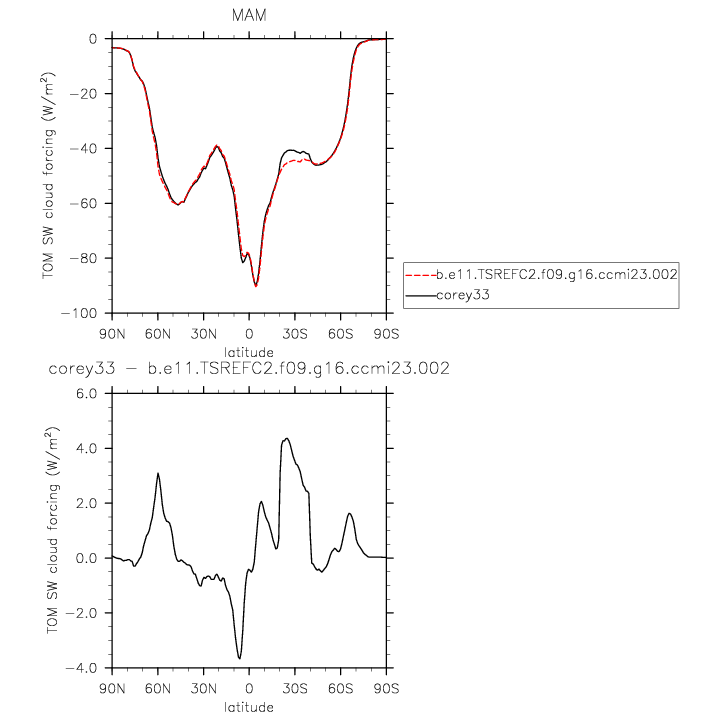 MAM
TOM SW cloud forcing (W/m²)
0
−20
−40
−60
−80
−100
90N 60N 30N 0 30S 60S 90S
latitude
b.e11.TSREFC2.f09.g16.ccmi23.002
corey33
corey33 − b.e11.TSREFC2.f09.g16.ccmi23.002
TOM SW cloud forcing (W/m²)
6.0
4.0
2.0
0.0
−2.0
−4.0
90N 60N 30N 0 30S 60S 90S
latitude